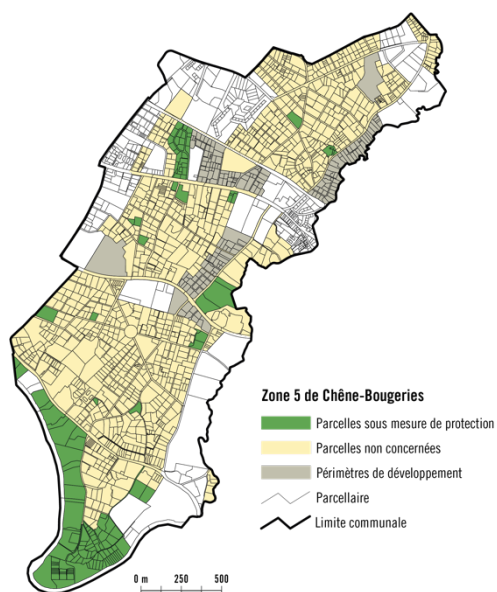 Zone 5 de Chêne-Bougeries
Parcelles sous mesure de protection
Parcelles non concernées
Périmètres de développement
Parcellaire
Limite communale
0 m 250 500